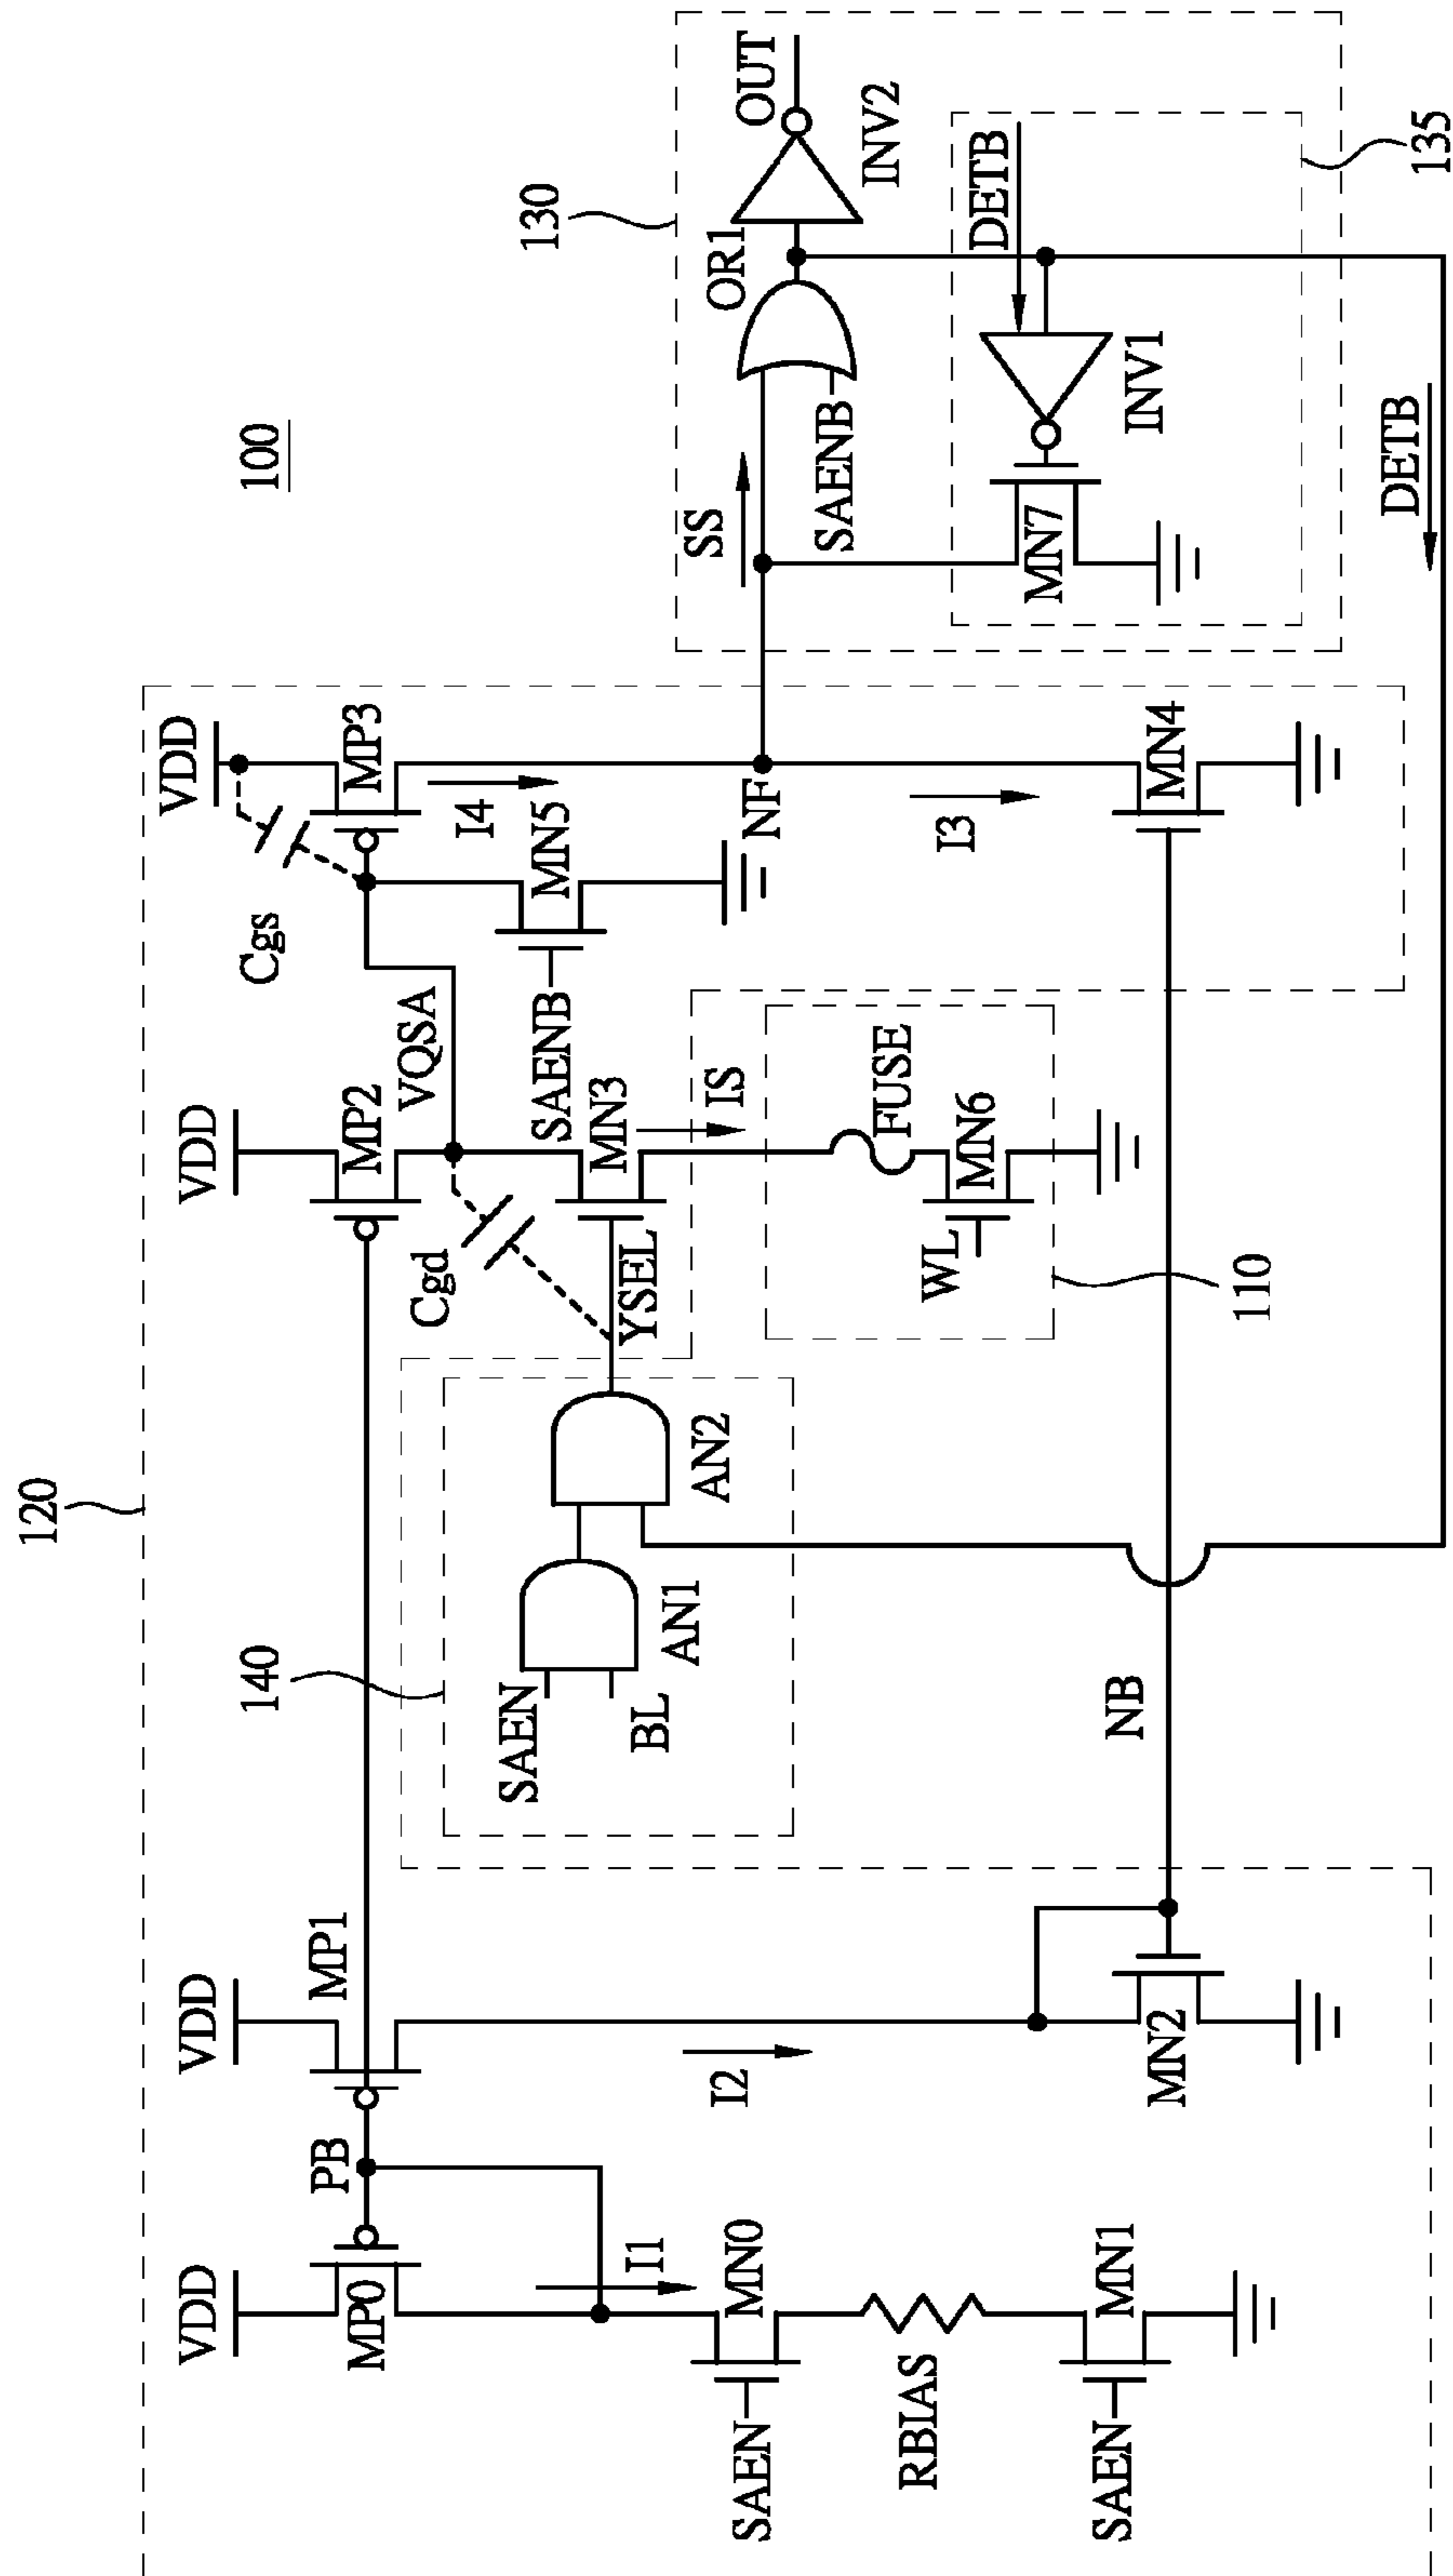 100
120
VDD
VDD
VDD
VDD
MP0
PB
MP1
MP2
MP3
Cgs
VQSA
Cgd
I1
I2
I4
MN0
SAEN
RBIAS
MN1
SAEN
MN2
NB
140
SAEN
BL
AN1
AN2
YSEL
MN3
IS
SAENB
MN5
FUSE
WL
MN6
110
NF
I3
MN4
130
SS
SAENB
OR1
OUT
INV2
DETB
INV1
MN7
135
DETB